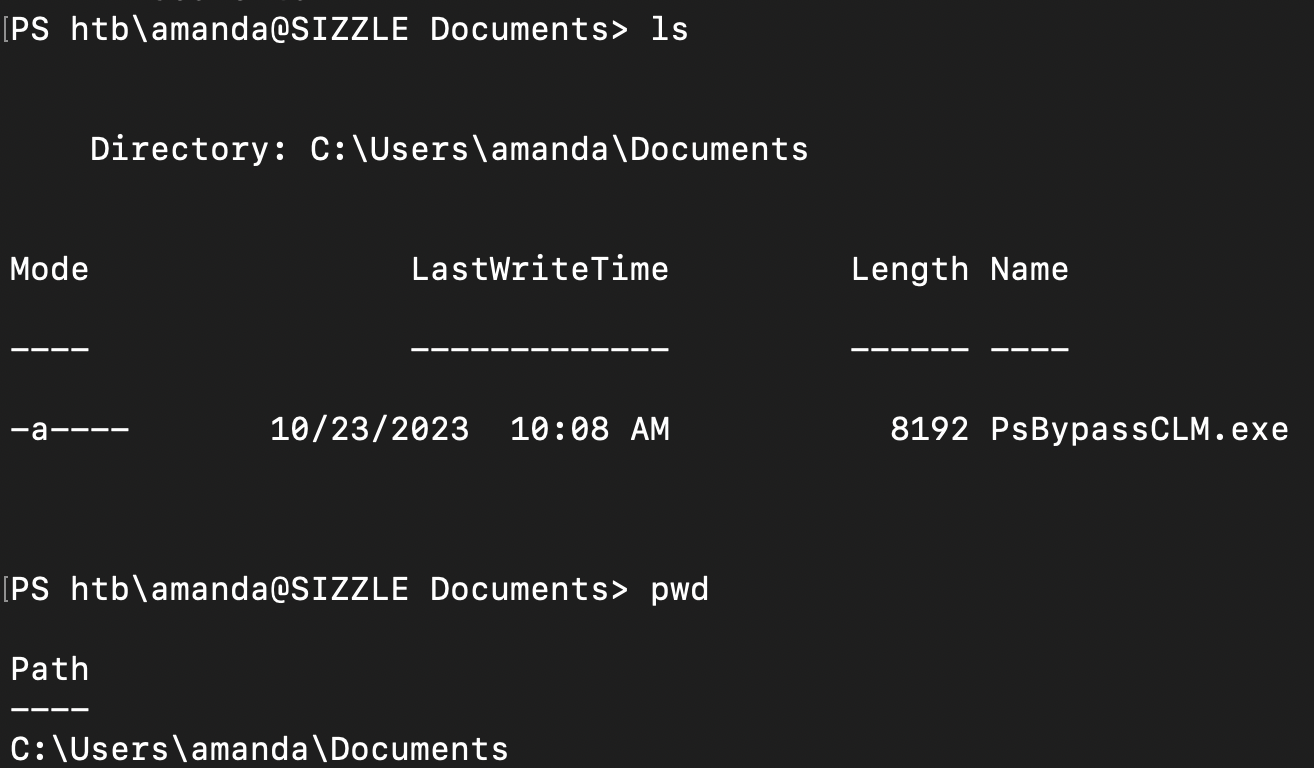 PS htb\amanda@SIZZLE Documents> ls
Directory: C:\Users\amanda\Documents
Mode LastWriteTime Length Name
---- ------------- ------ ----
-a---- 10/23/2023 10:08 AM 8192 PsBypassCLM.exe
PS htb\amanda@SIZZLE Documents> pwd
Path
----
C:\Users\amanda\Documents